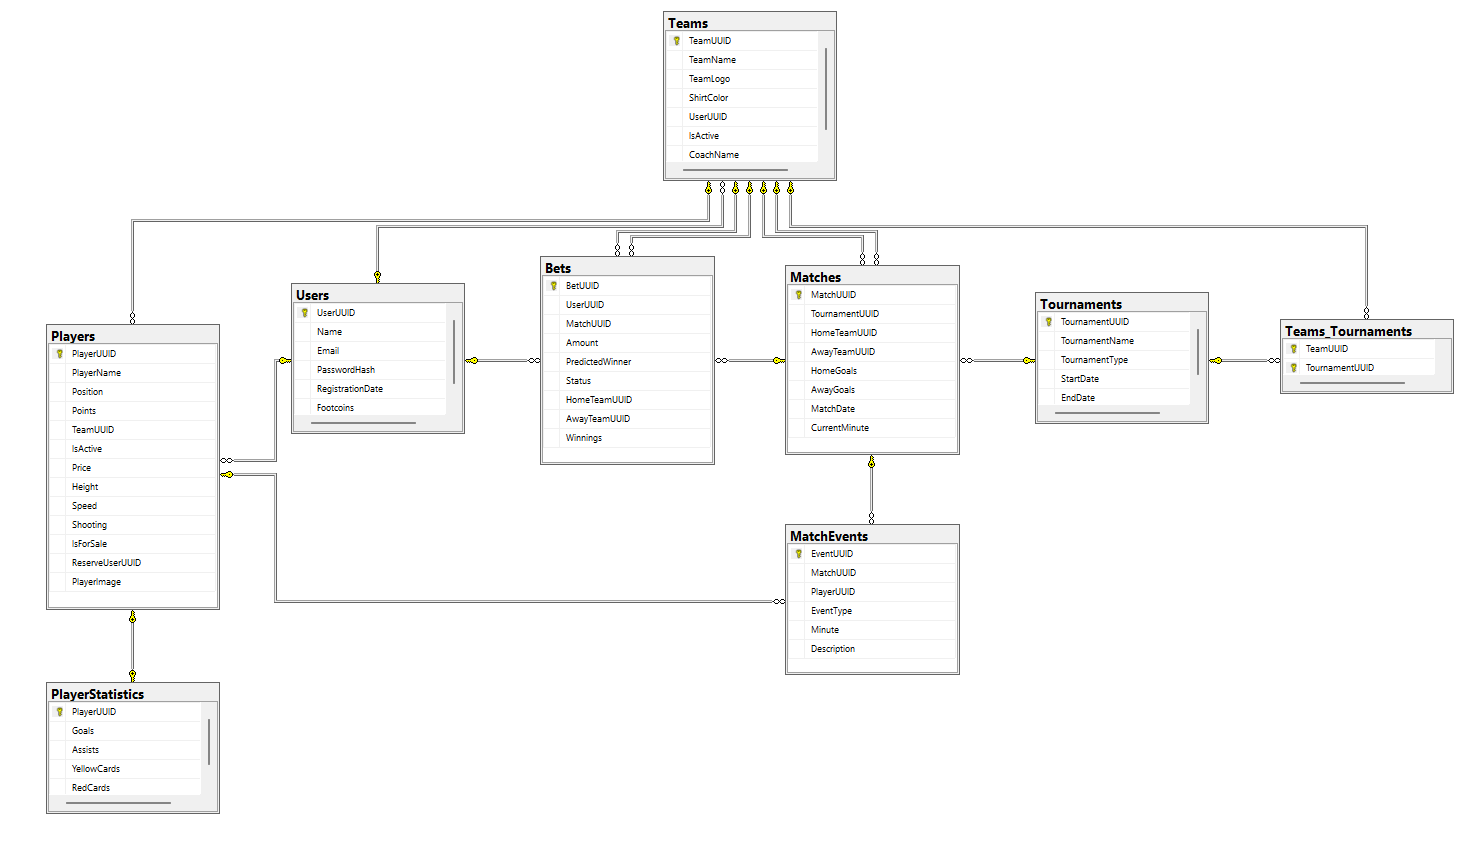 Teams
TeamUUID
TeamName
TeamLogo
ShirtColor
UserUUID
IsActive
CoachName
Players
PlayerUUID
PlayerName
Position
Points
TeamUUID
IsActive
Price
Height
Speed
Shooting
IsForSale
ReserveUserUUID
PlayerImage
Users
UserUUID
Name
Email
PasswordHash
RegistrationDate
Footcoins
Bets
BetUUID
UserUUID
MatchUUID
Amount
PredictedWinner
Status
HomeTeamUUID
AwayTeamUUID
Winnings
Matches
MatchUUID
TournamentUUID
HomeTeamUUID
AwayTeamUUID
HomeGoals
AwayGoals
MatchDate
CurrentMinute
Tournaments
TournamentUUID
TournamentName
TournamentType
StartDate
EndDate
Teams_Tournaments
TeamUUID
TournamentUUID
MatchEvents
EventUUID
MatchUUID
PlayerUUID
EventType
Minute
Description
PlayerStatistics
PlayerUUID
Goals
Assists
YellowCards
RedCards